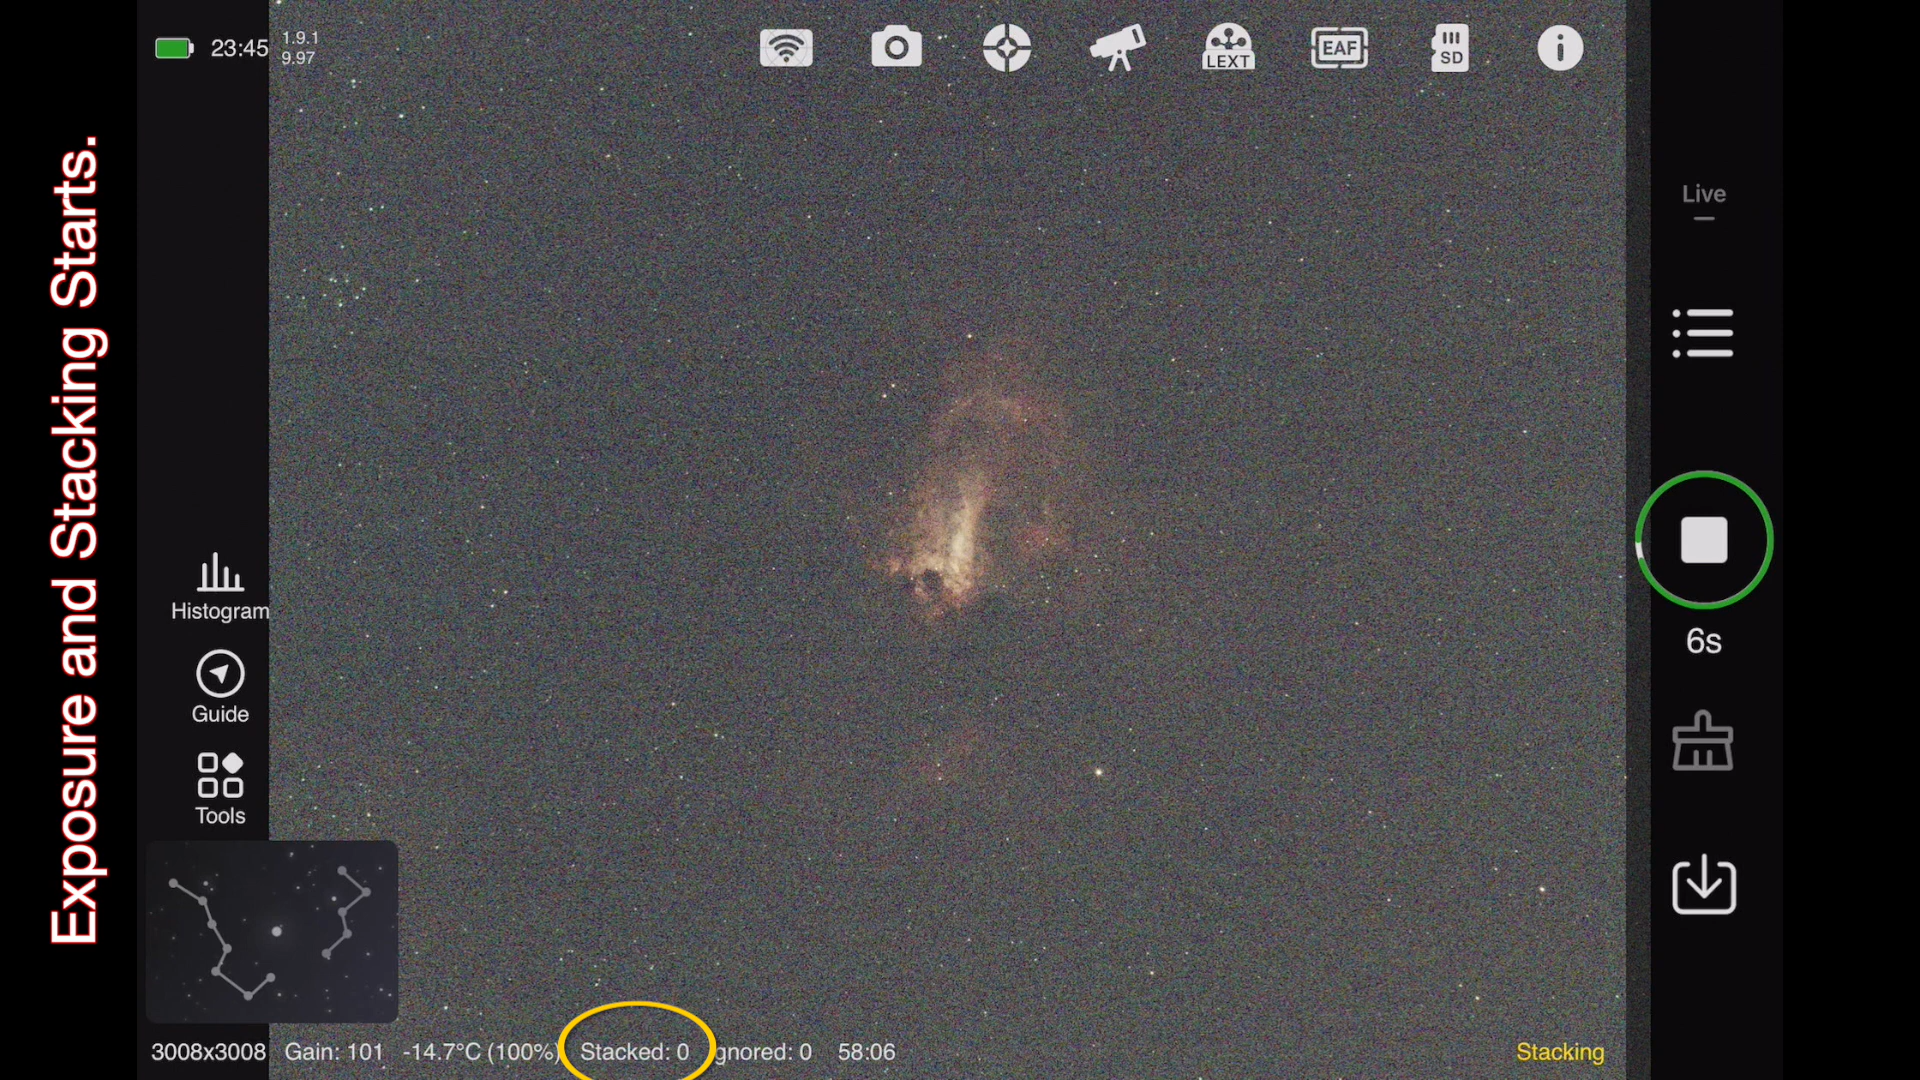 Exposure and Stacking Starts.
23:45
1.9.1
9.97
LEXT
EAF
SD
Live
Histogram
Guide
Tools
6s
3008x3008 Gain: 101 -14.7°C (100%) Stacked: 0 gnored: 0 58:06
Stacking